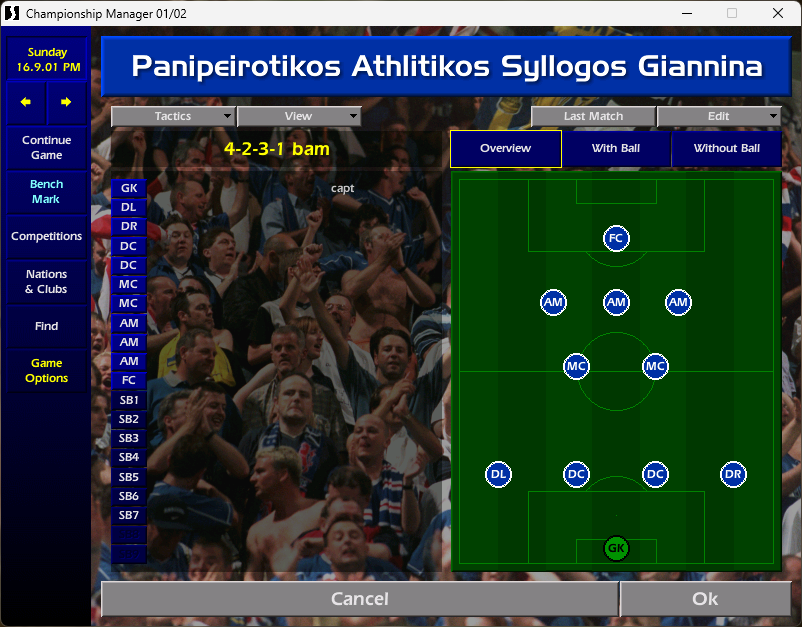 Championship Manager 01/02
Sunday
16.9.01 PM
Continue
Game
Bench
Mark
Competitions
Nations
& Clubs
Find
Game
Options
Panipeirotikos Athlitikos Syllogos Giannina
Tactics
View
Last Match
Edit
4-2-3-1 bam
Overview
With Ball
Without Ball
GK
capt
DL
DR
DC
DC
MC
MC
AM
AM
AM
FC
SB1
SB2
SB3
SB4
SB5
SB6
SB7
FC
AM AM AM
MC MC
DL DC DC DR
GK
Cancel
Ok